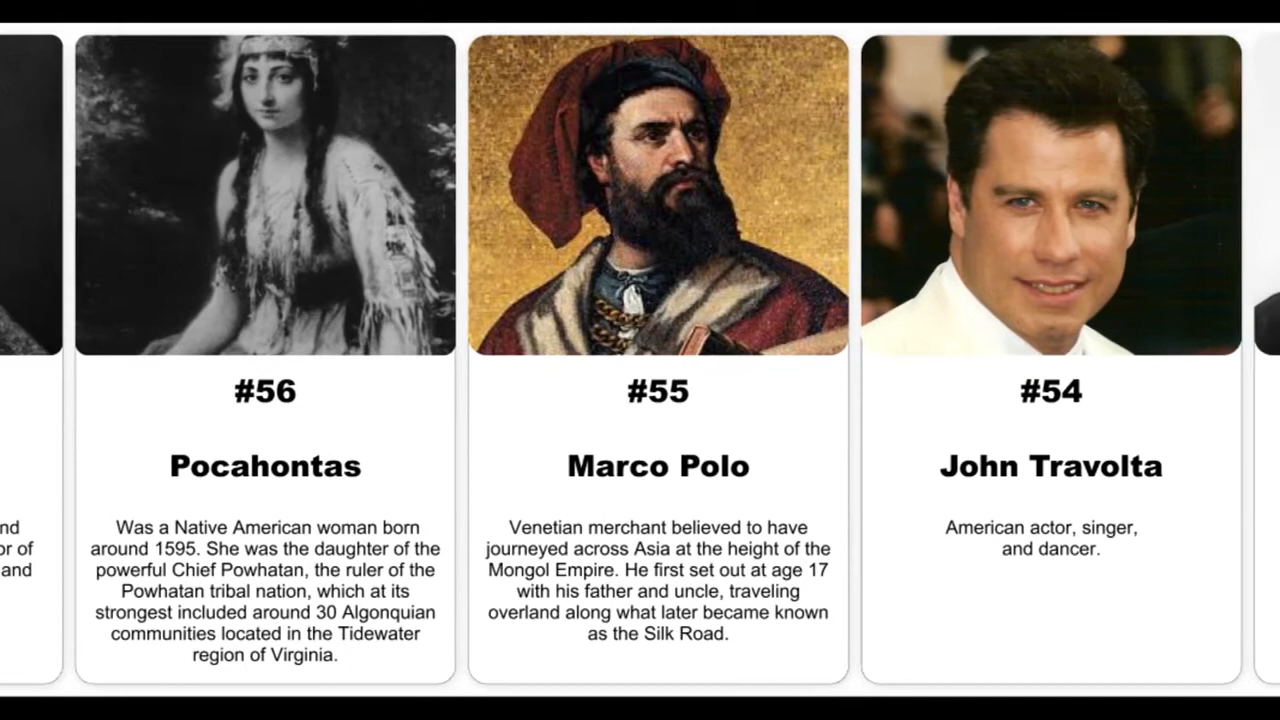 nd
or of
and
#56
Pocahontas
Was a Native American woman born
around 1595. She was the daughter of the
powerful Chief Powhatan, the ruler of the
Powhatan tribal nation, which at its
strongest included around 30 Algonquian
communities located in the Tidewater
region of Virginia.
#55
Marco Polo
Venetian merchant believed to have
journeyed across Asia at the height of the
Mongol Empire. He first set out at age 17
with his father and uncle, traveling
overland along what later became known
as the Silk Road.
#54
John Travolta
American actor, singer,
and dancer.